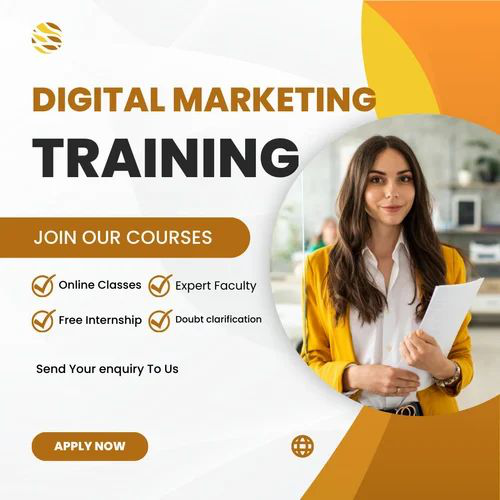 DIGITAL MARKETING
TRAINING
JOIN OUR COURSES
Online Classes
Expert Faculty
Free Internship
Doubt clarification
Send Your enquiry To Us
APPLY NOW